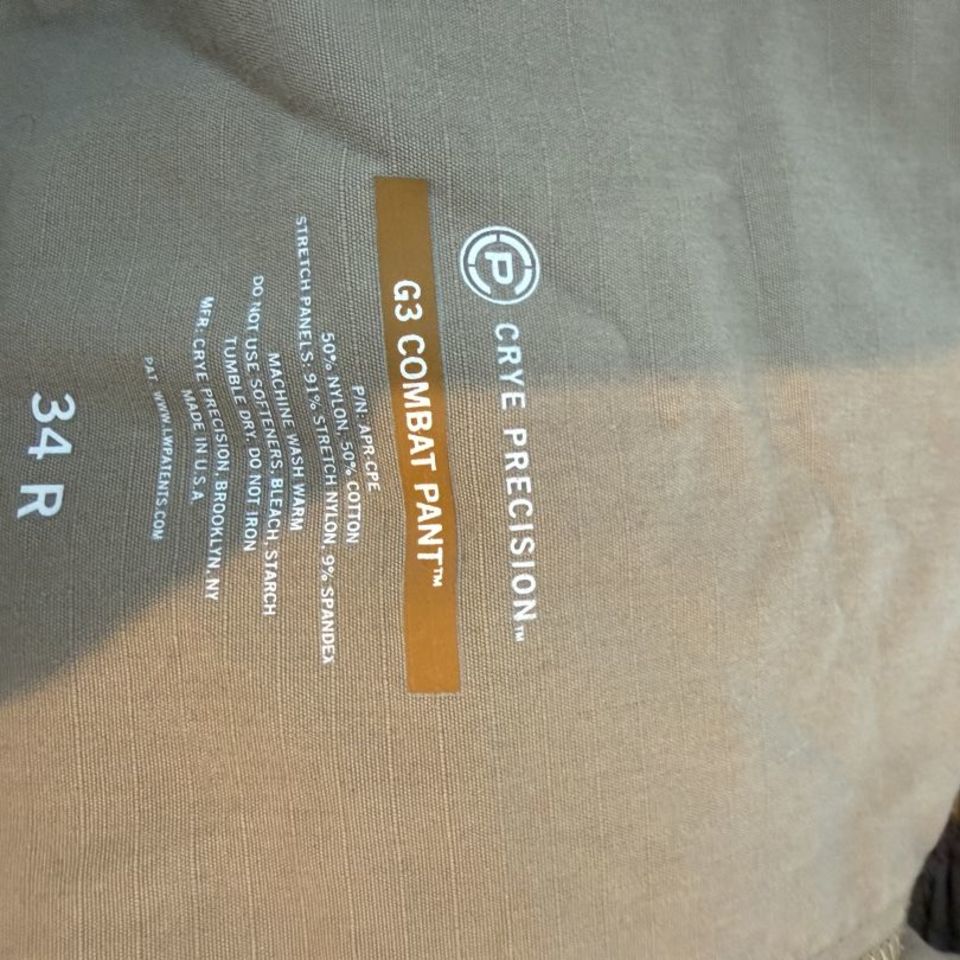 CRYE PRECISION™
G3 COMBAT PANT™
P/N: APR-CPE
50% NYLON, 50% COTTON
STRETCH PANELS: 91% STRETCH NYLON, 9% SPANDEX
MACHINE WASH WARM
DO NOT USE SOFTENERS, BLEACH, STARCH
TUMBLE DRY. DO NOT IRON
MFR: CRYE PRECISION, BROOKLYN, NY
MADE IN U.S.A.
PAT WWW.LWPATENTS.COM
34 R